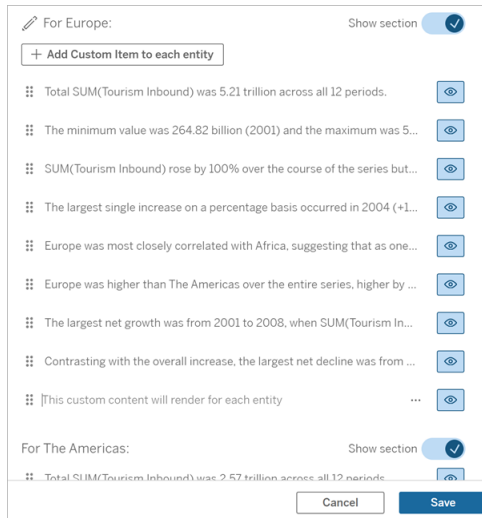 For Europe:
Show section
+ Add Custom Item to each entity
Total SUM(Tourism Inbound) was 5.21 trillion across all 12 periods.
The minimum value was 264.82 billion (2001) and the maximum was 5...
SUM(Tourism Inbound) rose by 100% over the course of the series but...
The largest single increase on a percentage basis occurred in 2004 (+1...
Europe was most closely correlated with Africa, suggesting that as one...
Europe was higher than The Americas over the entire series, higher by ...
The largest net growth was from 2001 to 2008, when SUM(Tourism In...
Contrasting with the overall increase, the largest net decline was from ...
This custom content will render for each entity
...
For The Americas:
Show section
Total SUM(Tourism Inbound) was 2.57 trillion across all 12 periods
Cancel
Save